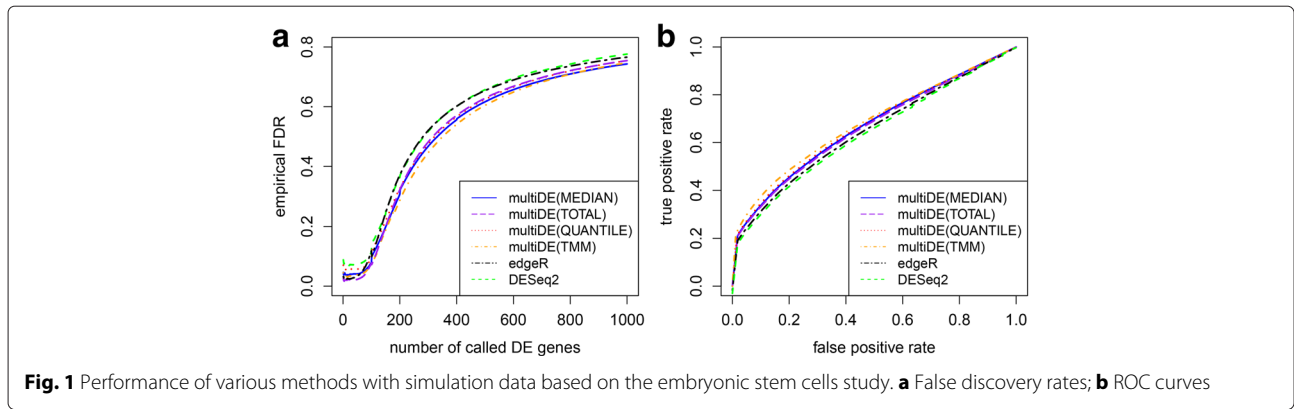 a
0.8
0.6
0.4
0.2
0.0
empirical FDR
0 200 400 600 800 1000
number of called DE genes
multiDE(MEDIAN)
multiDE(TOTAL)
multiDE(QUANTILE)
multiDE(TMM)
edgeR
DESeq2
b
1.0
0.8
0.6
0.4
0.2
0.0
true positive rate
0.0 0.2 0.4 0.6 0.8 1.0
false positive rate
multiDE(MEDIAN)
multiDE(TOTAL)
multiDE(QUANTILE)
multiDE(TMM)
edgeR
DESeq2
Fig. 1 Performance of various methods with simulation data based on the embryonic stem cells study. a False discovery rates; b ROC curves